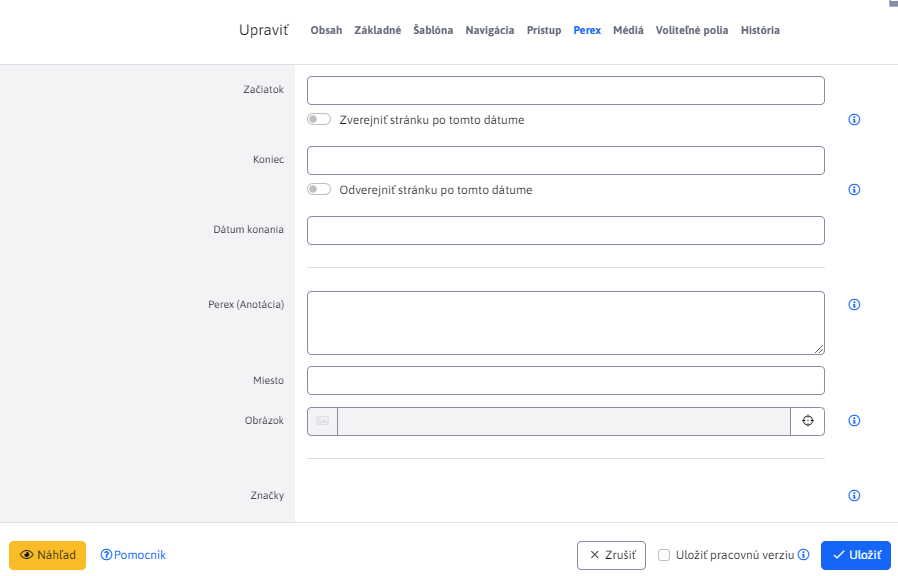 Upraviť Obsah Základné Šablóna Navigácia Prístup Perex Médiá Voliteľné polia História
Začiatok
Zverejniť stránku po tomto dátume
Koniec
Odverejniť stránku po tomto dátume
Dátum konania
Perex (Anotácia)
Miesto
Obrázok
Značky
Náhľad Pomocník Zrušiť Uložiť pracovnú verziu Uložiť